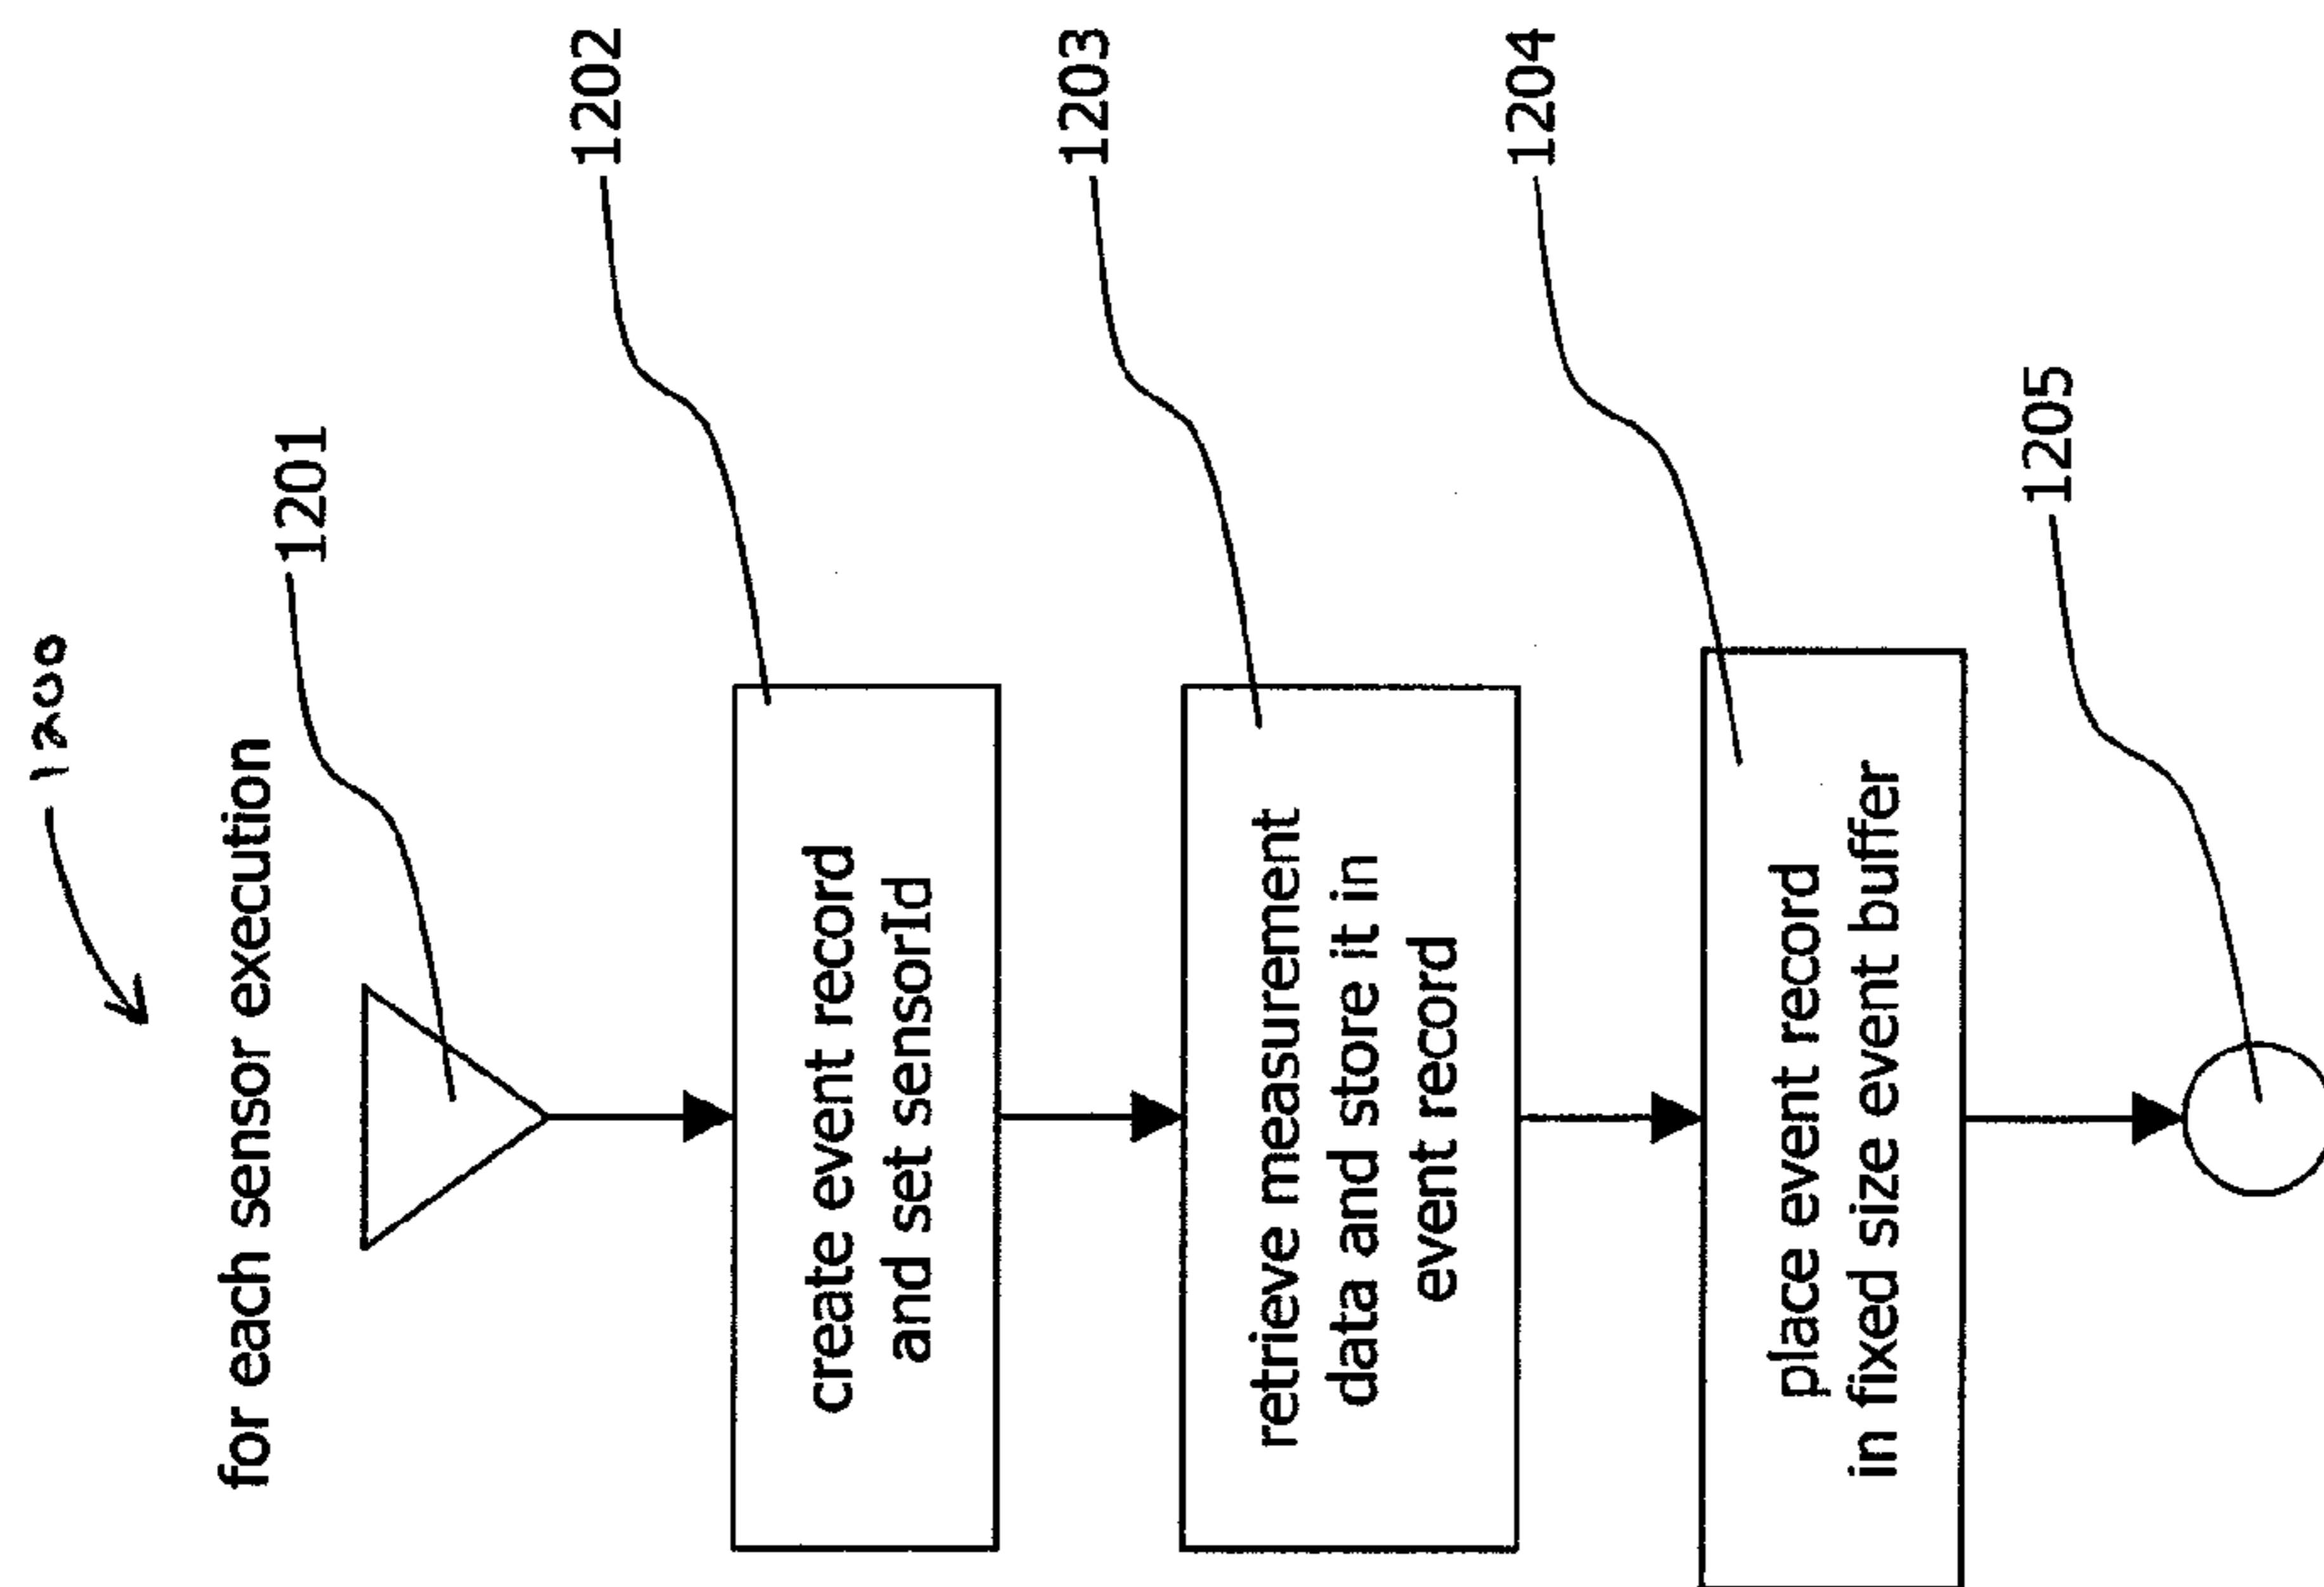 1200
for each sensor execution
1201
create event record
and set sensorId
1202
retrieve measurement
data and store it in
event record
1203
place event record
in fixed size event buffer
1204
1205